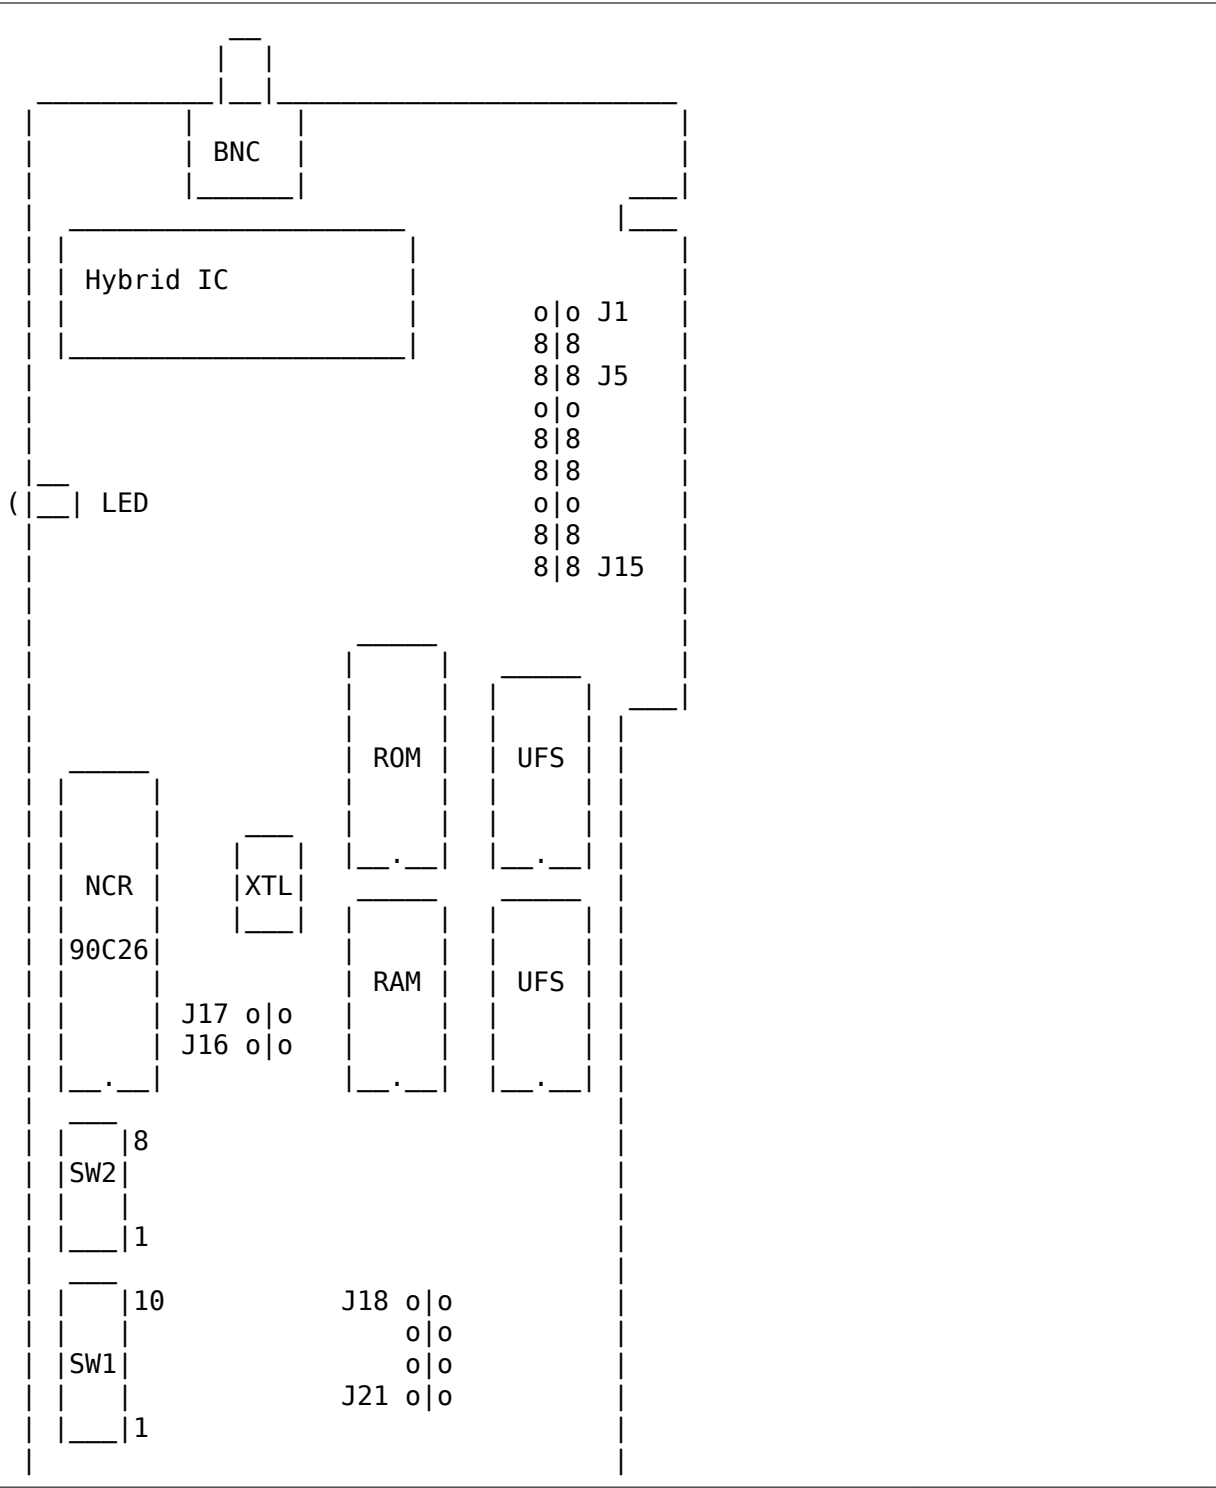 BNC
Hybrid IC
o|o J1
8|8
8|8 J5
o|o
8|8
8|8
(|__| LED o|o
8|8
8|8 J15
ROM UFS
NCR XTL
90C26
RAM UFS
J17 o|o
J16 o|o
8
SW2
1
10 J18 o|o
o|o
SW1 o|o
J21 o|o
1